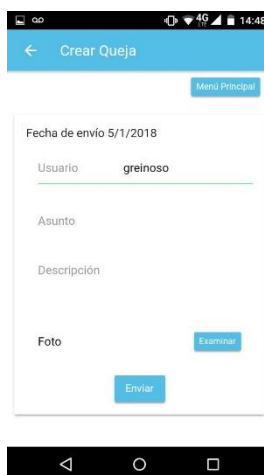 4G 14:48
LTE
Crear Queja
Menú Principal
Fecha de envío 5/1/2018
Usuario greinoso
Asunto
Descripción
Foto Examinar
Enviar